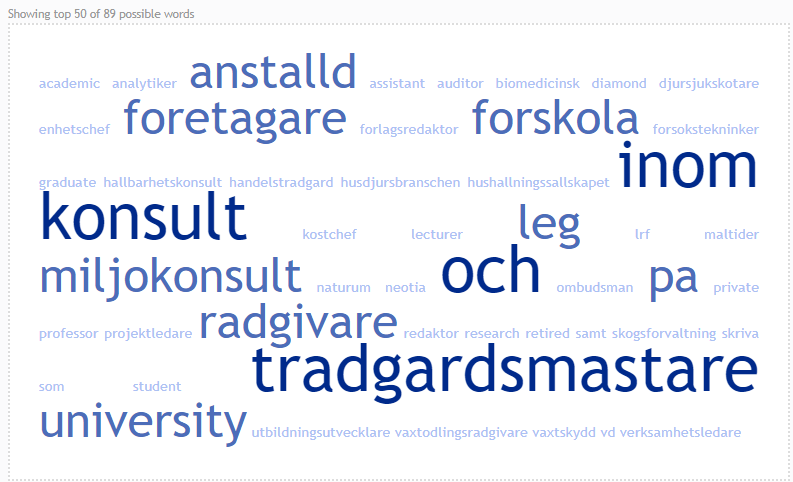 Showing top 50 of 89 possible words
academic analytiker anstalld assistant auditor biomedicinsk diamond djursjukskotare
enhetschef foretagare forlagsredaktor forskola forsokstekninker
graduate hallbarhetskonsult handelstradgard husdjursbranschen hushallningssallskapet inom
konsult kostchef lecturer leg lrf maltider
miljokonsult naturum neotia och ombudsman pa private
professor projektledare radgivare redaktor research retired samt skogsforvaltning skriva
som student tradgardsmastare
university utbildningsutvecklare vaxtodlingsradgivare vaxtskydd vd verksamhetsledare